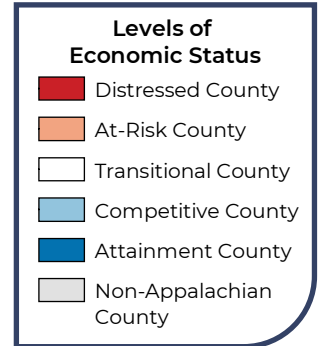 Levels of
Economic Status
Distressed County
At-Risk County
Transitional County
Competitive County
Attainment County
Non-Appalachian
County